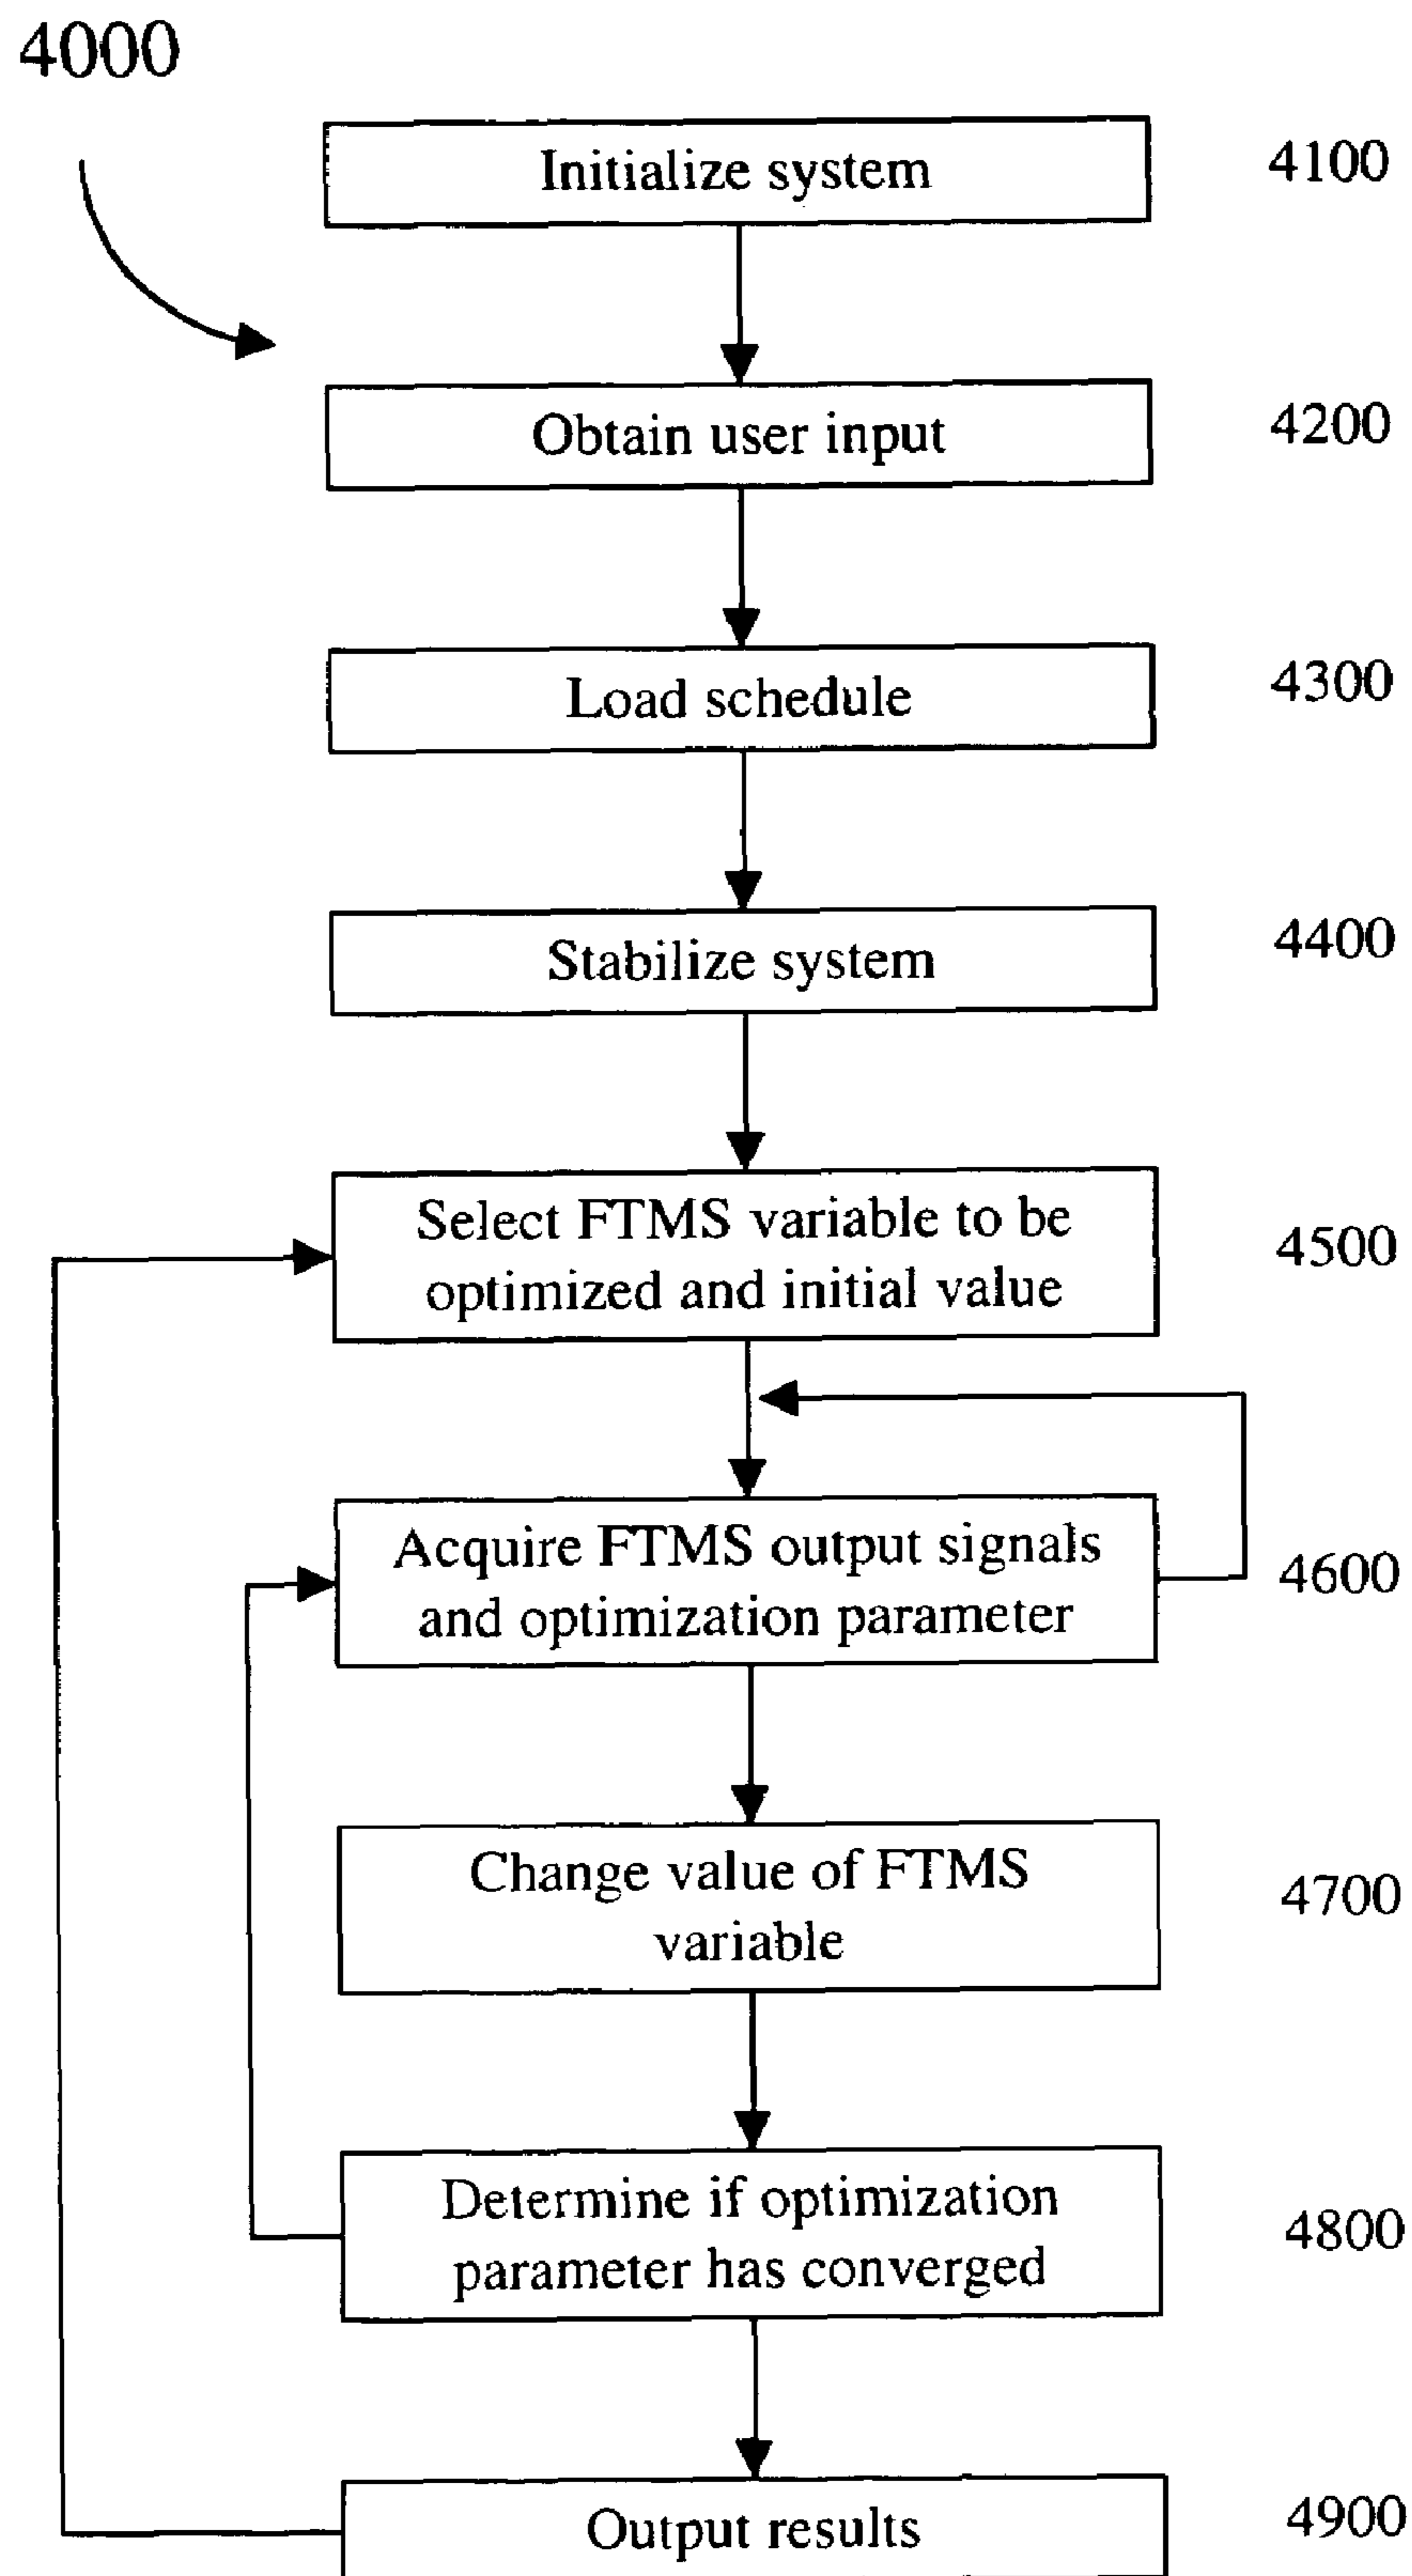 4000
Initialize system
4100
Obtain user input
4200
Load schedule
4300
Stabilize system
4400
Select FTMS variable to be
optimized and initial value
4500
Acquire FTMS output signals
and optimization parameter
4600
Change value of FTMS
variable
4700
Determine if optimization
parameter has converged
4800
Output results
4900